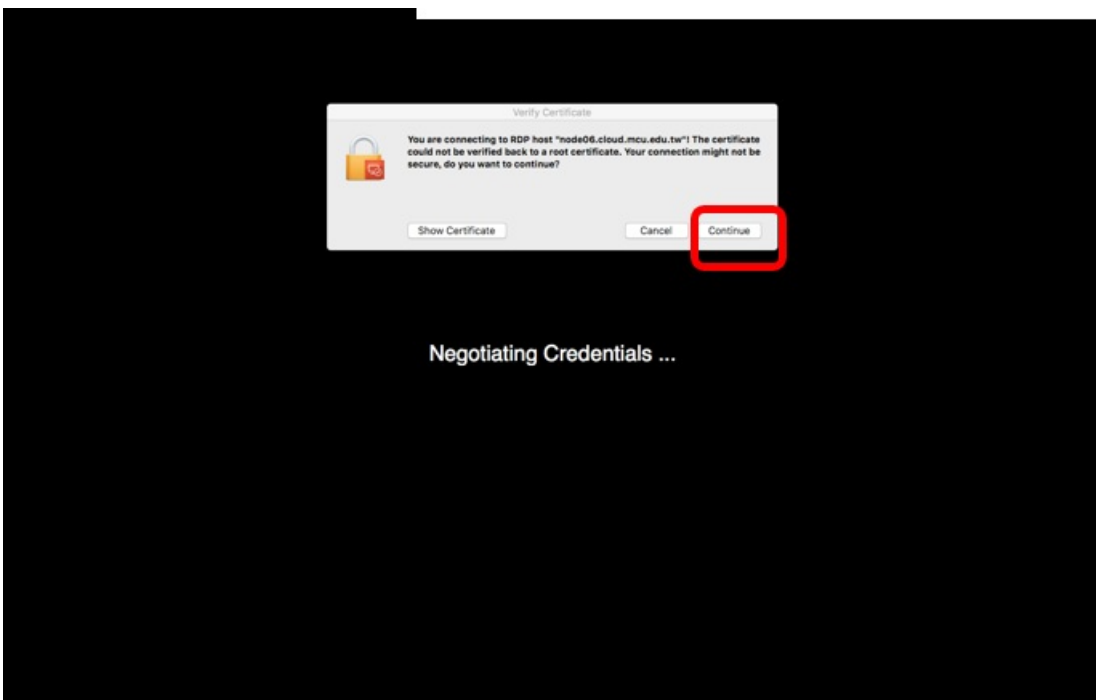 Verify Certificate
You are connecting to RDP host "node06.cloud.mcu.edu.tw"! The certificate
could not be verified back to a root certificate. Your connection might not be
secure, do you want to continue?
Show Certificate
Cancel
Continue
Negotiating Credentials ...